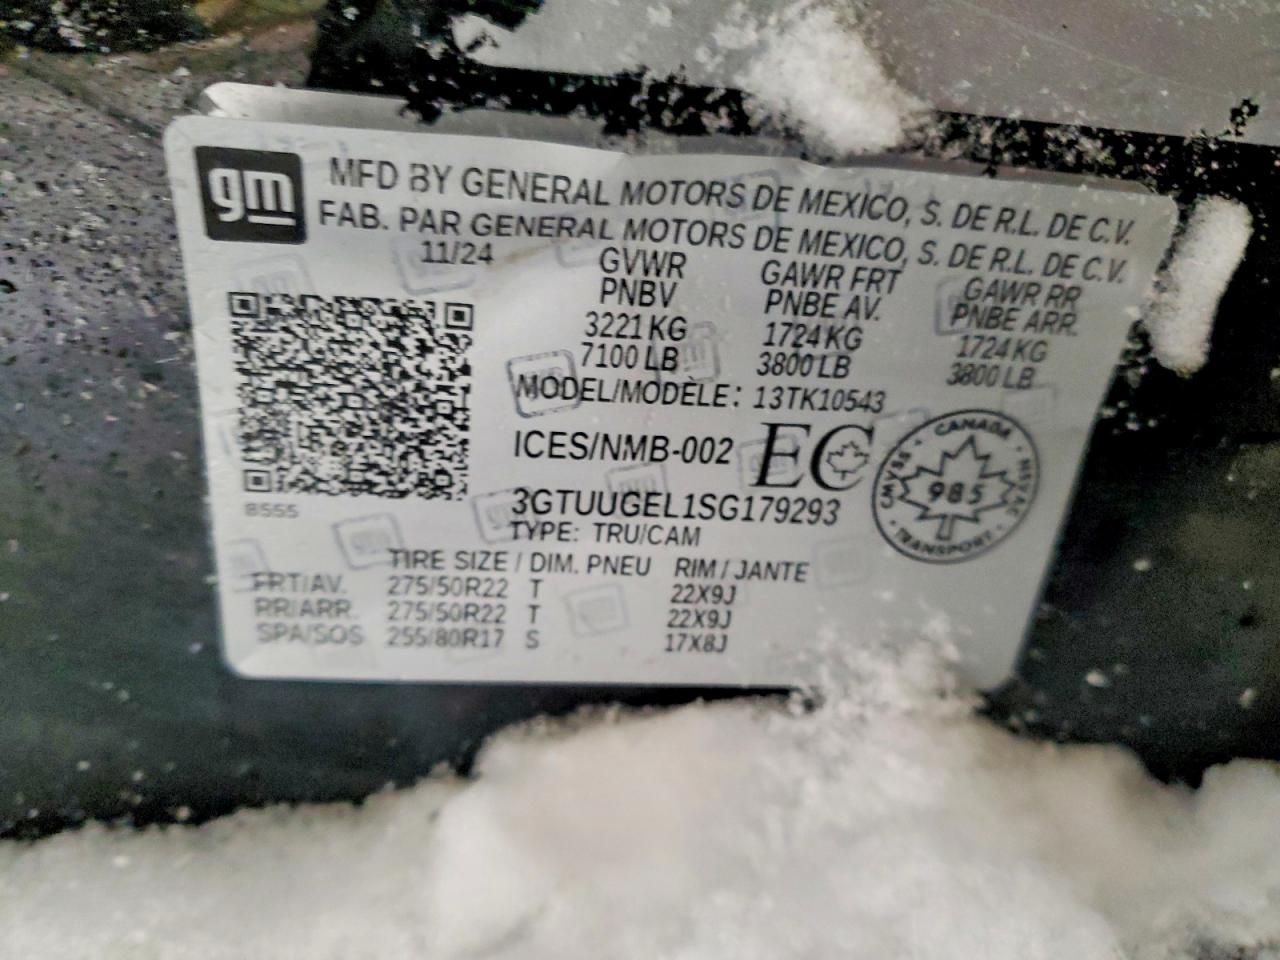 gm
MFD BY GENERAL MOTORS DE MEXICO, S. DE R.L. DE C.V.
FAB. PAR GENERAL MOTORS DE MEXICO, S. DE R.L. DE C.V.
11/24 GVWR GAWR FRT GAWR RR
PNBV PNBE AV. PNBE ARR.
3221 KG 1724 KG 1724 KG
7100 LB 3800 LB 3800 LB
MODEL/MODÈLE: 13TK10543
ICES/NMB-002 EC
CANADA
CMVSS 985 NSVAC
TRANSPORT
3GTUUGEL1SG179293
8555
TYPE: TRU/CAM
TIRE SIZE / DIM. PNEU RIM / JANTE
FRT/AV. 275/50R22 T 22X9J
RR/ARR. 275/50R22 T 22X9J
SPA/SOS 255/80R17 S 17X8J